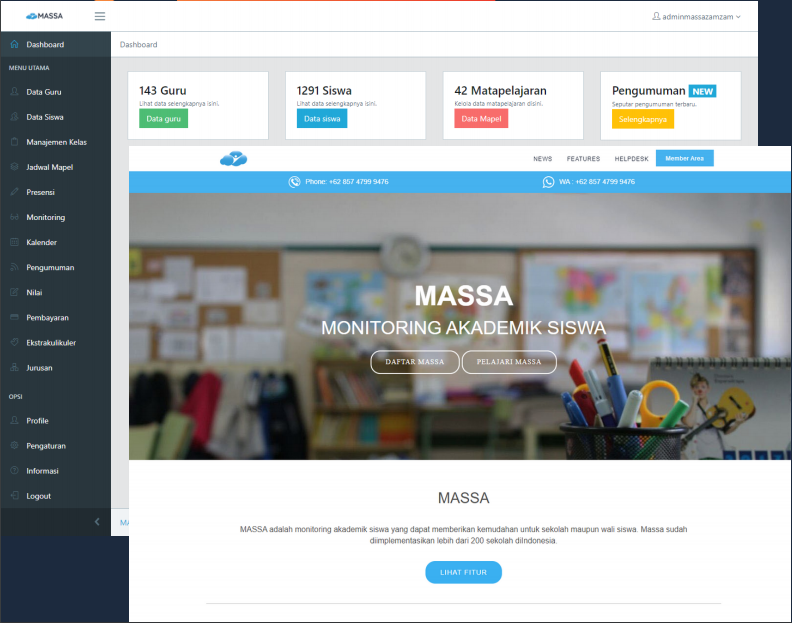 MASSA
adminmassazamzam
Dashboard
MENU UTAMA
Data Guru
Data Siswa
Manajemen Kelas
Jadwal Mapel
Presensi
Monitoring
Kalender
Pengumuman
Nilai
Pembayaran
Ekstrakulikuler
Jurusan
OPSI
Profile
Pengaturan
Informasi
Logout
Dashboard
143 Guru
Lihat data selengkapnya isini.
Data guru
1291 Siswa
Lihat data selengkapnya isini.
Data siswa
42 Matapelajaran
Kelola data matapelajaran disini.
Data Mapel
Pengumuman NEW
Seputar pengumuman terbaru.
Selengkapnya
NEWS FEATURES HELPDESK Member Area
Phone: +62 857 4799 9476
WA : +62 857 4799 9476
MASSA
MONITORING AKADEMIK SISWA
DAFTAR MASSA PELAJARI MASSA
MASSA
MASSA adalah monitoring akademik siswa yang dapat memberikan kemudahan untuk sekolah maupun wali siswa. Massa sudah
diimplementasikan lebih dari 200 sekolah diIndonesia.
LIHAT FITUR